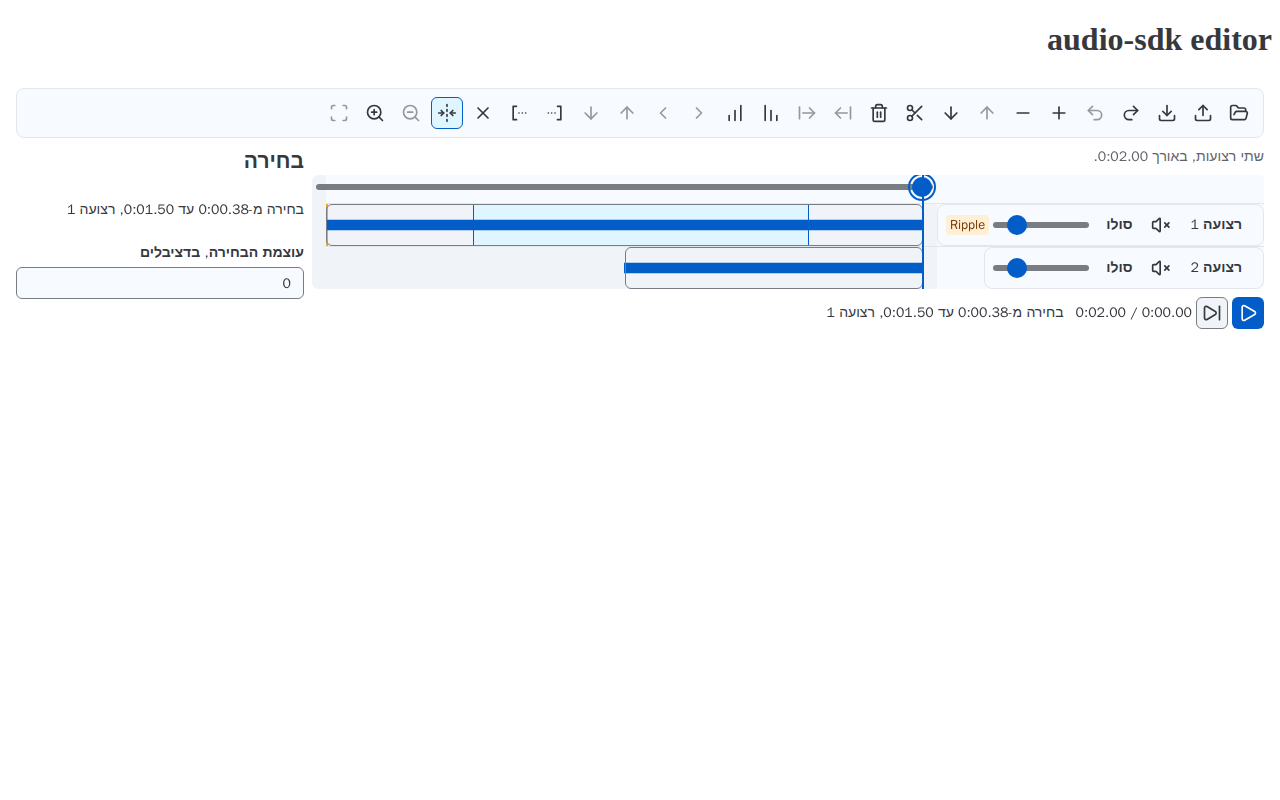 audio-sdk editor
שתי רצועות, באורך 0:02.00.
רצועה 1 סולו Ripple
רצועה 2 סולו
0:00.00 / 0:02.00 בחירה מ-0:00.38 עד 0:01.50, רצועה 1
בחירה
בחירה מ-0:00.38 עד 0:01.50, רצועה 1
עוצמת הבחירה, בדציבלים
0